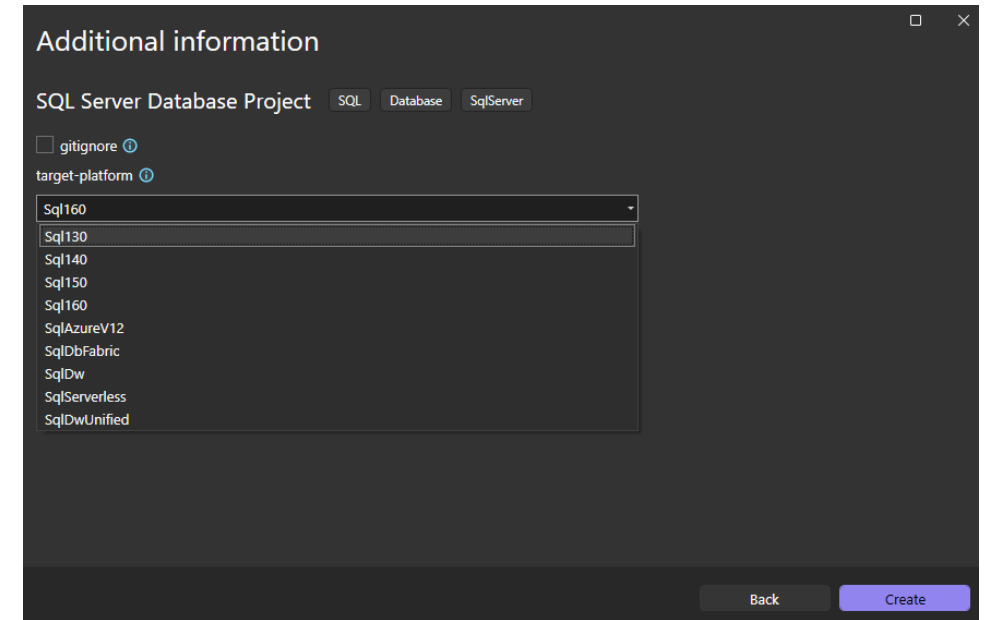 Additional information
SQL Server Database Project SQL Database SqlServer
gitignore
target-platform
Sql160
Sql130
Sql140
Sql150
Sql160
SqlAzureV12
SqlDbFabric
SqlDw
SqlServerless
SqlDwUnified
Back Create